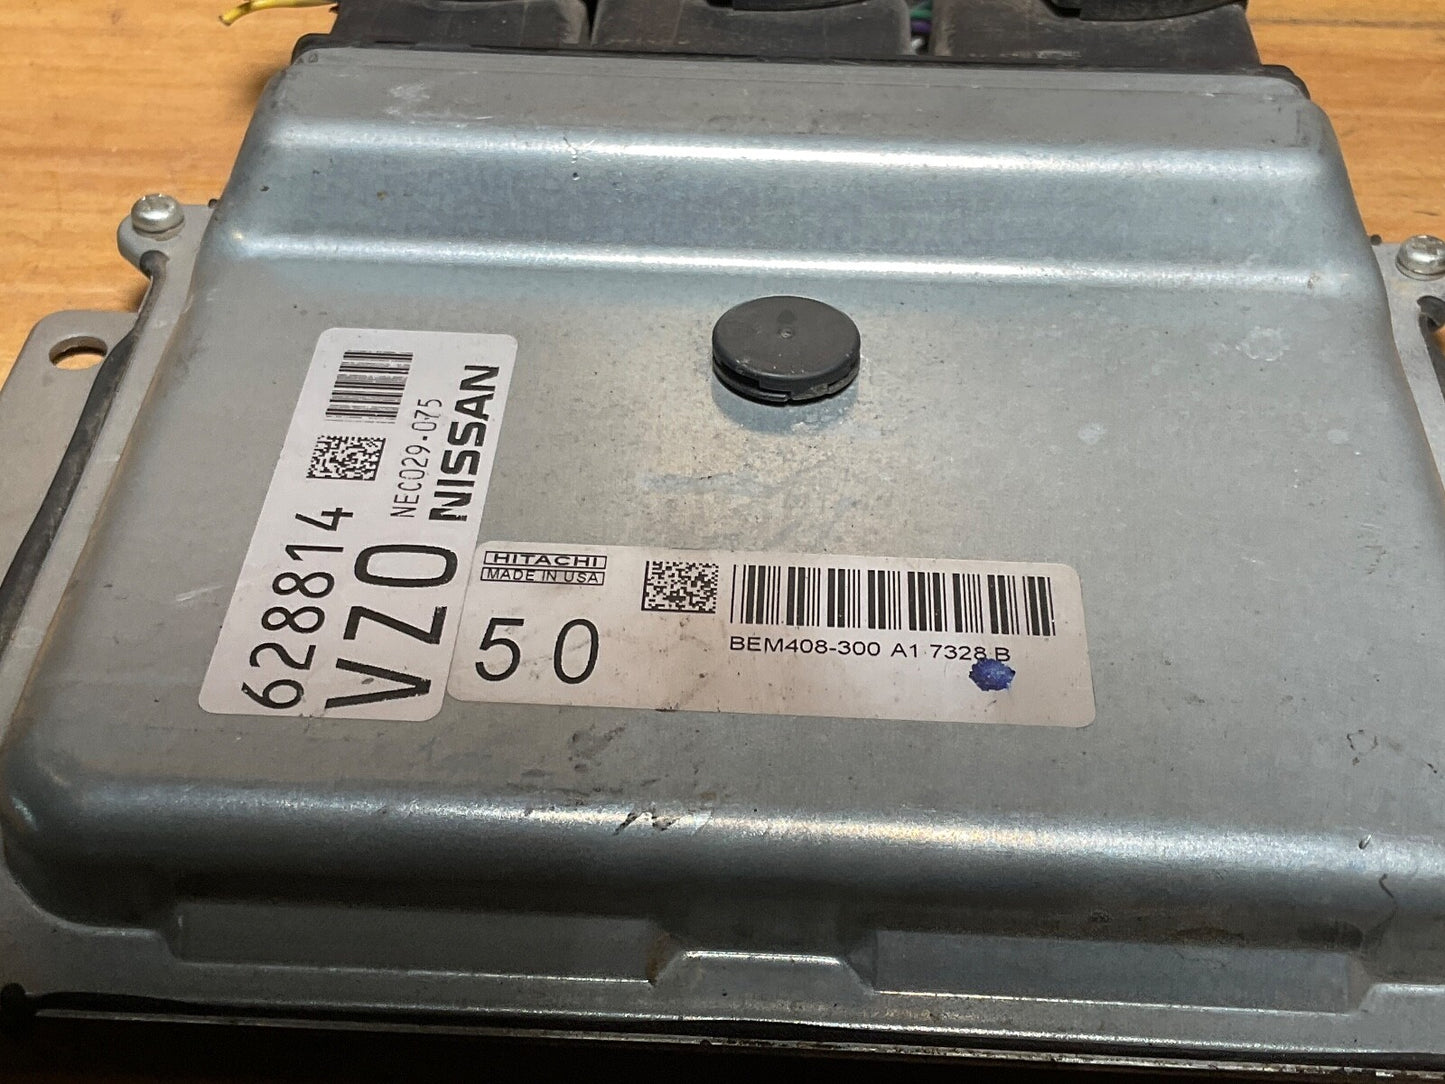 NISSAN
NEC029-075
VZ0
628814
HITACHI
MADE IN USA
50
BEM408-300 A1 7328 B